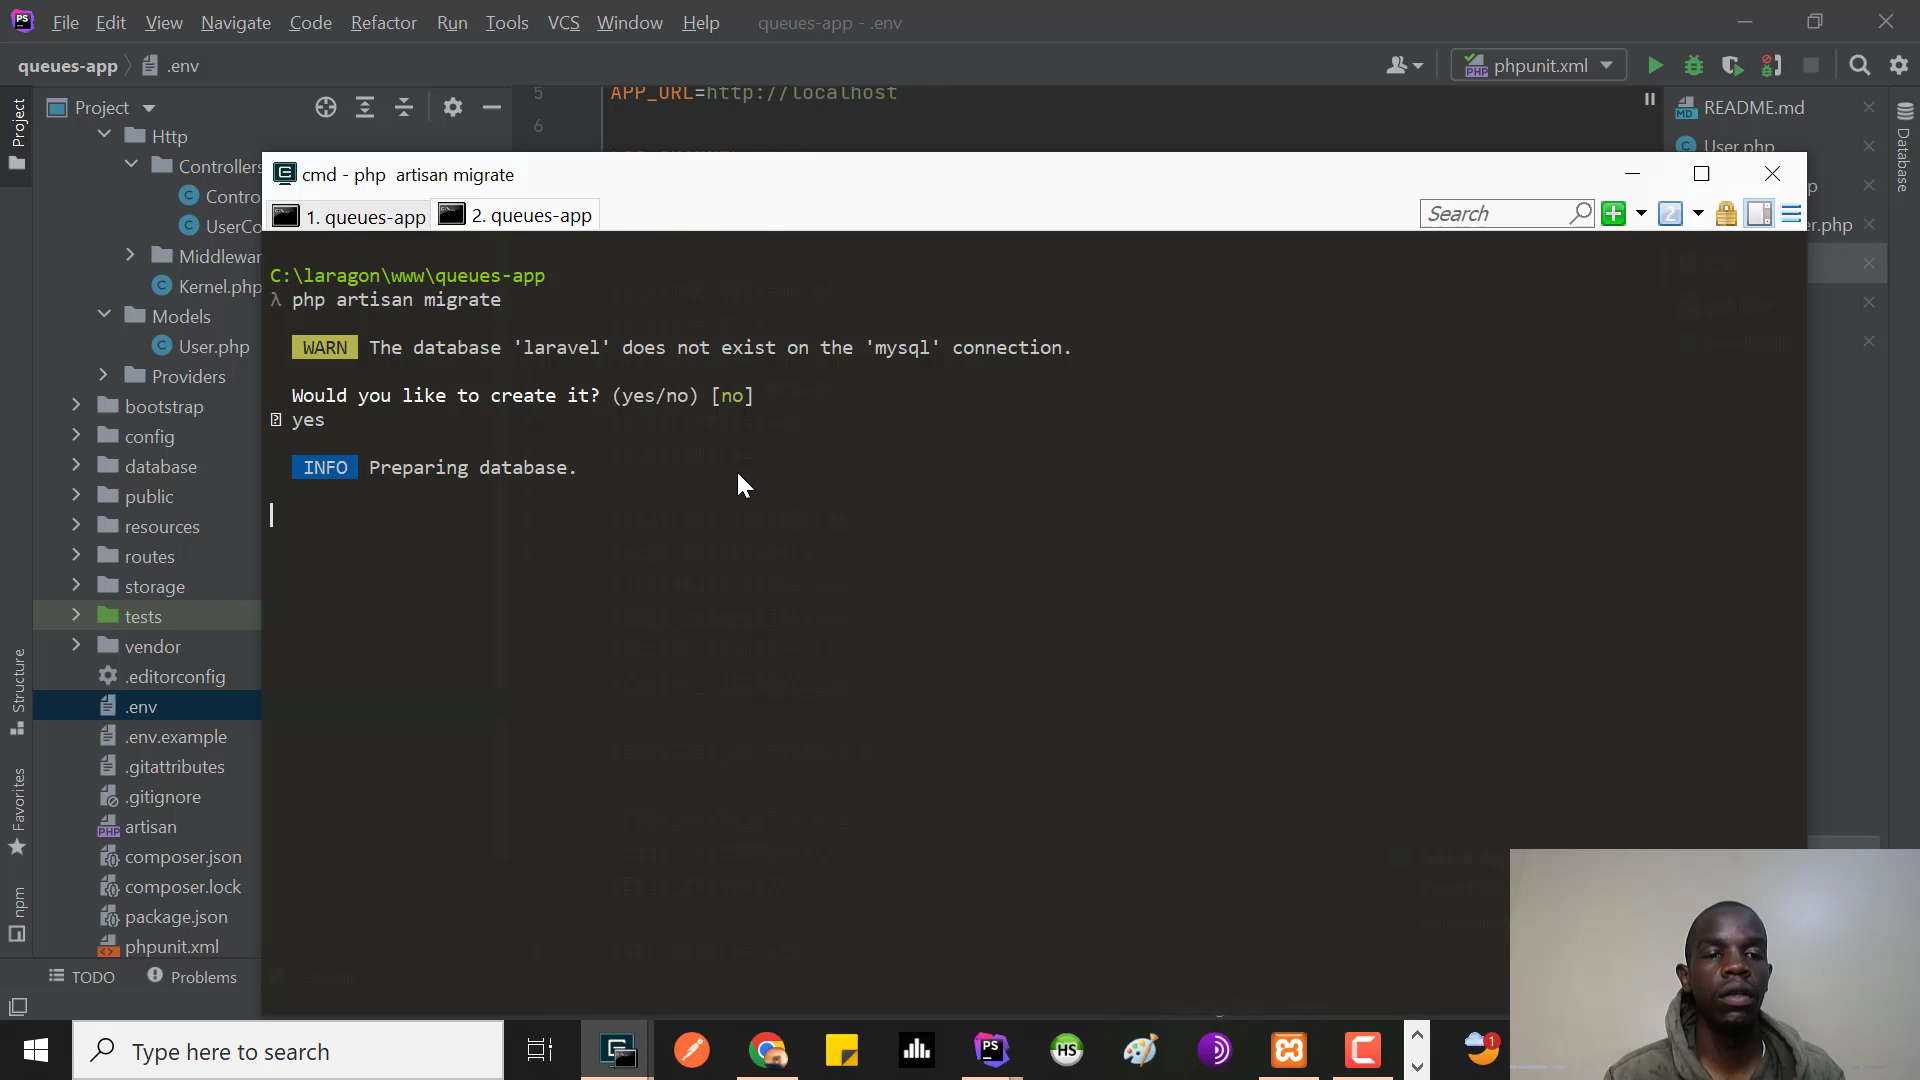 File Edit View Navigate Code Refactor Run Tools VCS Window Help queues-app - .env
queues-app .env
phpunit.xml
Project
Project
Http
Controllers
Contro
UserCo
Middlewar
Kernel.php
Models
User.php
Providers
bootstrap
config
database
public
resources
routes
storage
tests
vendor
.editorconfig
.env
.env.example
.gitattributes
.gitignore
artisan
composer.json
composer.lock
package.json
phpunit.xml
Structure
Favorites
npm
TODO Problems
5 APP_URL=http://localhost
6
README.md
User.php
Database
cmd - php artisan migrate
1. queues-app 2. queues-app
Search
C:\laragon\www\queues-app
λ php artisan migrate
WARN The database 'laravel' does not exist on the 'mysql' connection.
Would you like to create it? (yes/no) [no]
yes
INFO Preparing database.
Type here to search